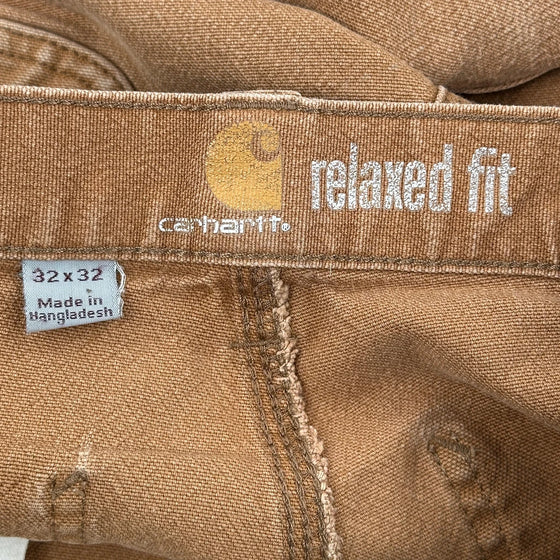 relaxed fit
carhartt®
32 x 32
Made in
Bangladesh